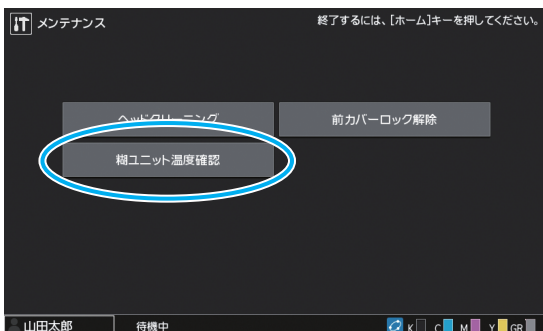 メンテナンス
終了するには、[ホーム]キーを押してください。
ヘッドクリーニング
前カバーロック解除
糊ユニット温度確認
山田太郎
待機中
K C M Y GR